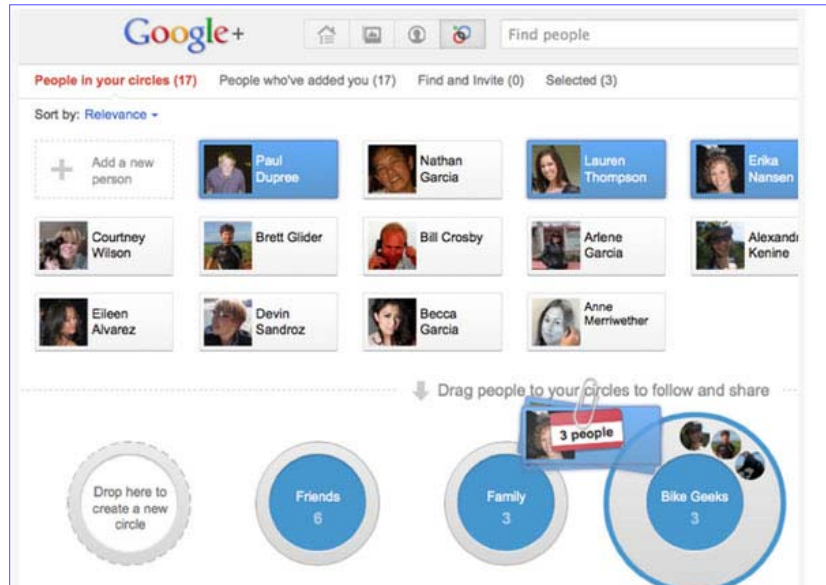 Google+
Find people
People in your circles (17) People who've added you (17) Find and Invite (0) Selected (3)
Sort by: Relevance
Add a new
person
Paul
Dupree
Nathan
Garcia
Lauren
Thompson
Erika
Nansen
Courtney
Wilson
Brett Glider
Bill Crosby
Arlene
Garcia
Alexandr
Kenine
Eileen
Alvarez
Devin
Sandroz
Becca
Garcia
Anne
Merriwether
Drag people to your circles to follow and share
3 people
Drop here to
create a new
circle
Friends
6
Family
3
Bike Geeks
3